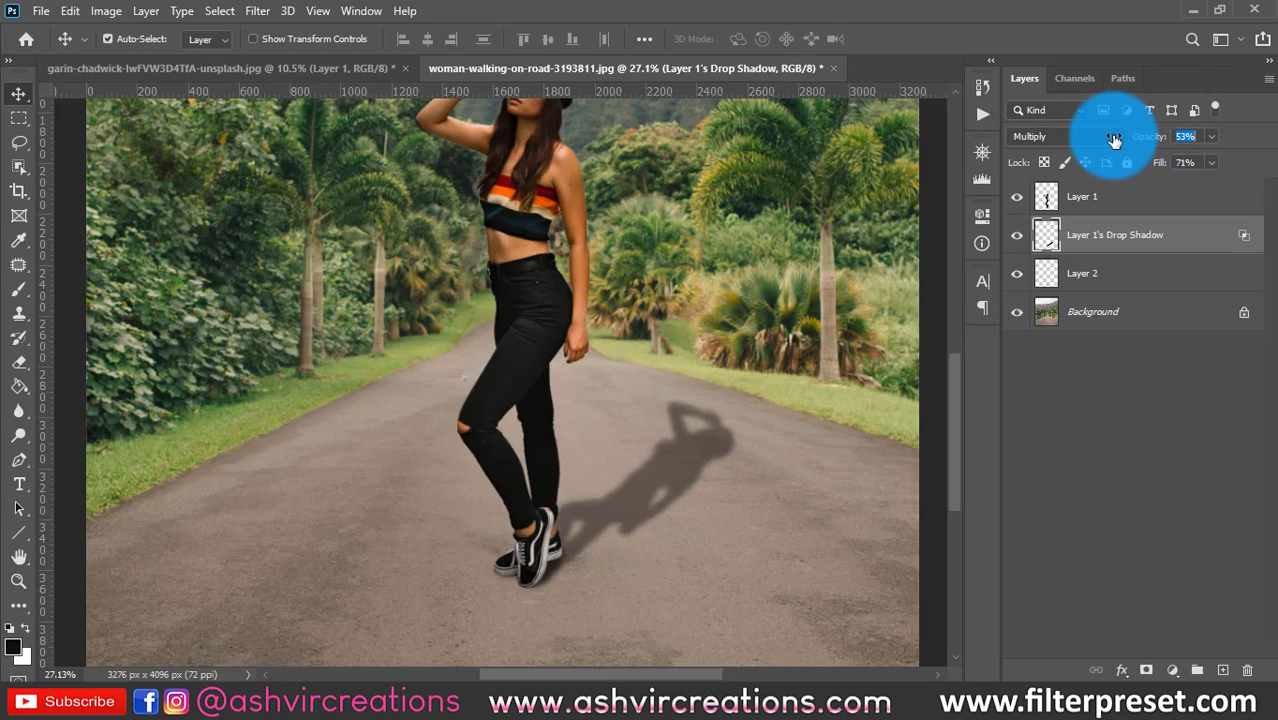 Ps File Edit Image Layer Type Select Filter 3D View Window Help
Auto-Select: Layer Show Transform Controls 3D Mode:
garin-chadwick-IwFVW3D4TfA-unsplash.jpg @ 10.5% (Layer 1, RGB/8) * × woman-walking-on-road-3193811.jpg @ 27.1% (Layer 1's Drop Shadow, RGB/8) * ×
Layers Channels Paths
0 200 400 600 800 1000 1200 1400 1600 1800 2000 2200 2400 2600 2800 3000 3200
Kind
Multiply Opacity: 53%
Lock: Fill: 71%
Layer 1
Layer 1's Drop Shadow
Layer 2
Background
27.13% 3276 px x 4096 px (72 ppi)
Subscribe @ashvircreations www.ashvircreations.com www.filterpreset.com